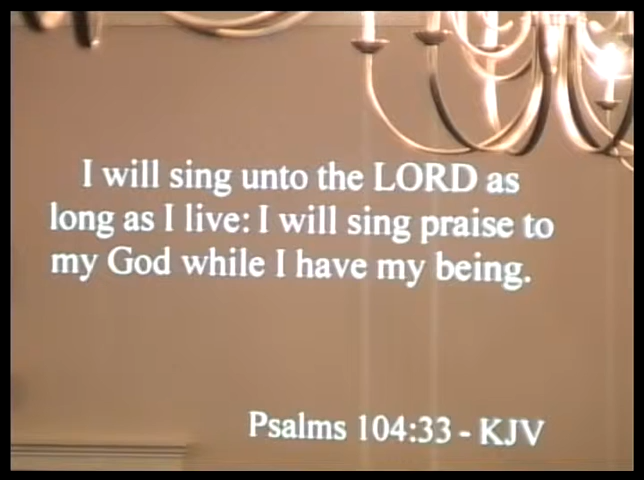 I will sing unto the LORD as
long as I live: I will sing praise to
my God while I have my being.
Psalms 104:33 - KJV